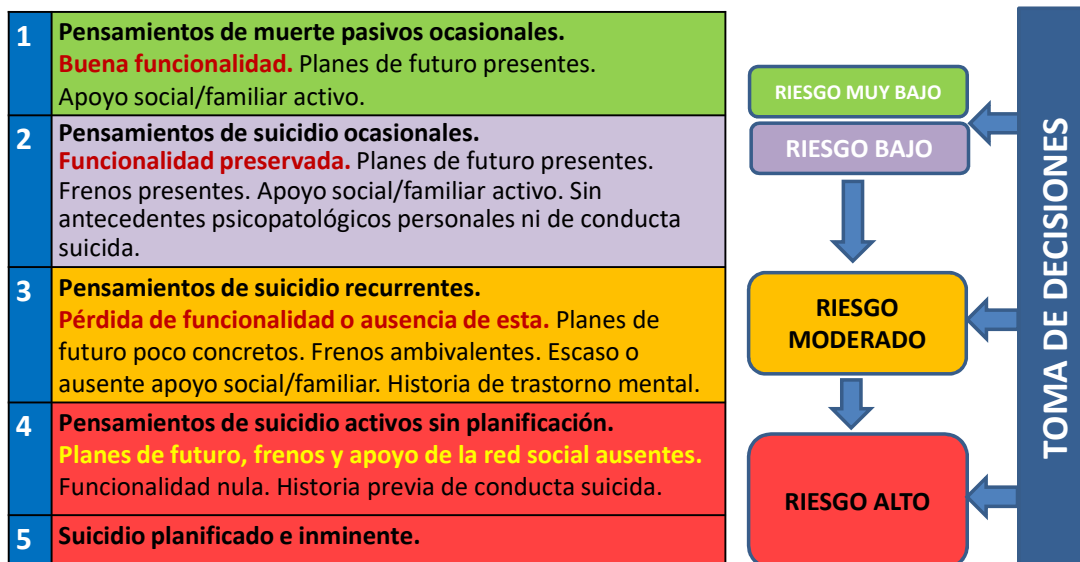 1
Pensamientos de muerte pasivos ocasionales.
Buena funcionalidad. Planes de futuro presentes.
Apoyo social/familiar activo.
2
Pensamientos de suicidio ocasionales.
Funcionalidad preservada. Planes de futuro presentes.
Frenos presentes. Apoyo social/familiar activo. Sin
antecedentes psicopatológicos personales ni de conducta
suicida.
3
Pensamientos de suicidio recurrentes.
Pérdida de funcionalidad o ausencia de esta. Planes de
futuro poco concretos. Frenos ambivalentes. Escaso o
ausente apoyo social/familiar. Historia de trastorno mental.
4
Pensamientos de suicidio activos sin planificación.
Planes de futuro, frenos y apoyo de la red social ausentes.
Funcionalidad nula. Historia previa de conducta suicida.
5
Suicidio planificado e inminente.
RIESGO MUY BAJO
RIESGO BAJO
RIESGO
MODERADO
RIESGO ALTO
TOMA DE DECISIONES